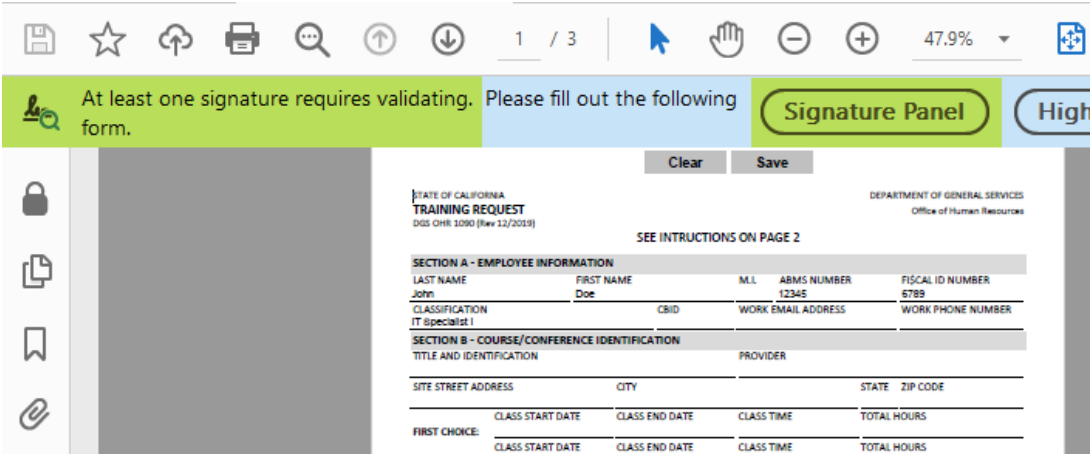 1 / 3
47.9%
At least one signature requires validating. Please fill out the following
form.
Signature Panel
High
Clear Save
STATE OF CALIFORNIA DEPARTMENT OF GENERAL SERVICES
TRAINING REQUEST Office of Human Resources
DGS OHR 1090 (Rev 12/2019)
SEE INTRUCTIONS ON PAGE 2
SECTION A - EMPLOYEE INFORMATION
LAST NAME FIRST NAME M.I. ABMS NUMBER FI$CAL ID NUMBER
John Doe 12345 6789
CLASSIFICATION CBID WORK EMAIL ADDRESS WORK PHONE NUMBER
IT Specialist I
SECTION B - COURSE/CONFERENCE IDENTIFICATION
TITLE AND IDENTIFICATION PROVIDER
SITE STREET ADDRESS CITY STATE ZIP CODE
CLASS START DATE CLASS END DATE CLASS TIME TOTAL HOURS
FIRST CHOICE:
CLASS START DATE CLASS END DATE CLASS TIME TOTAL HOURS